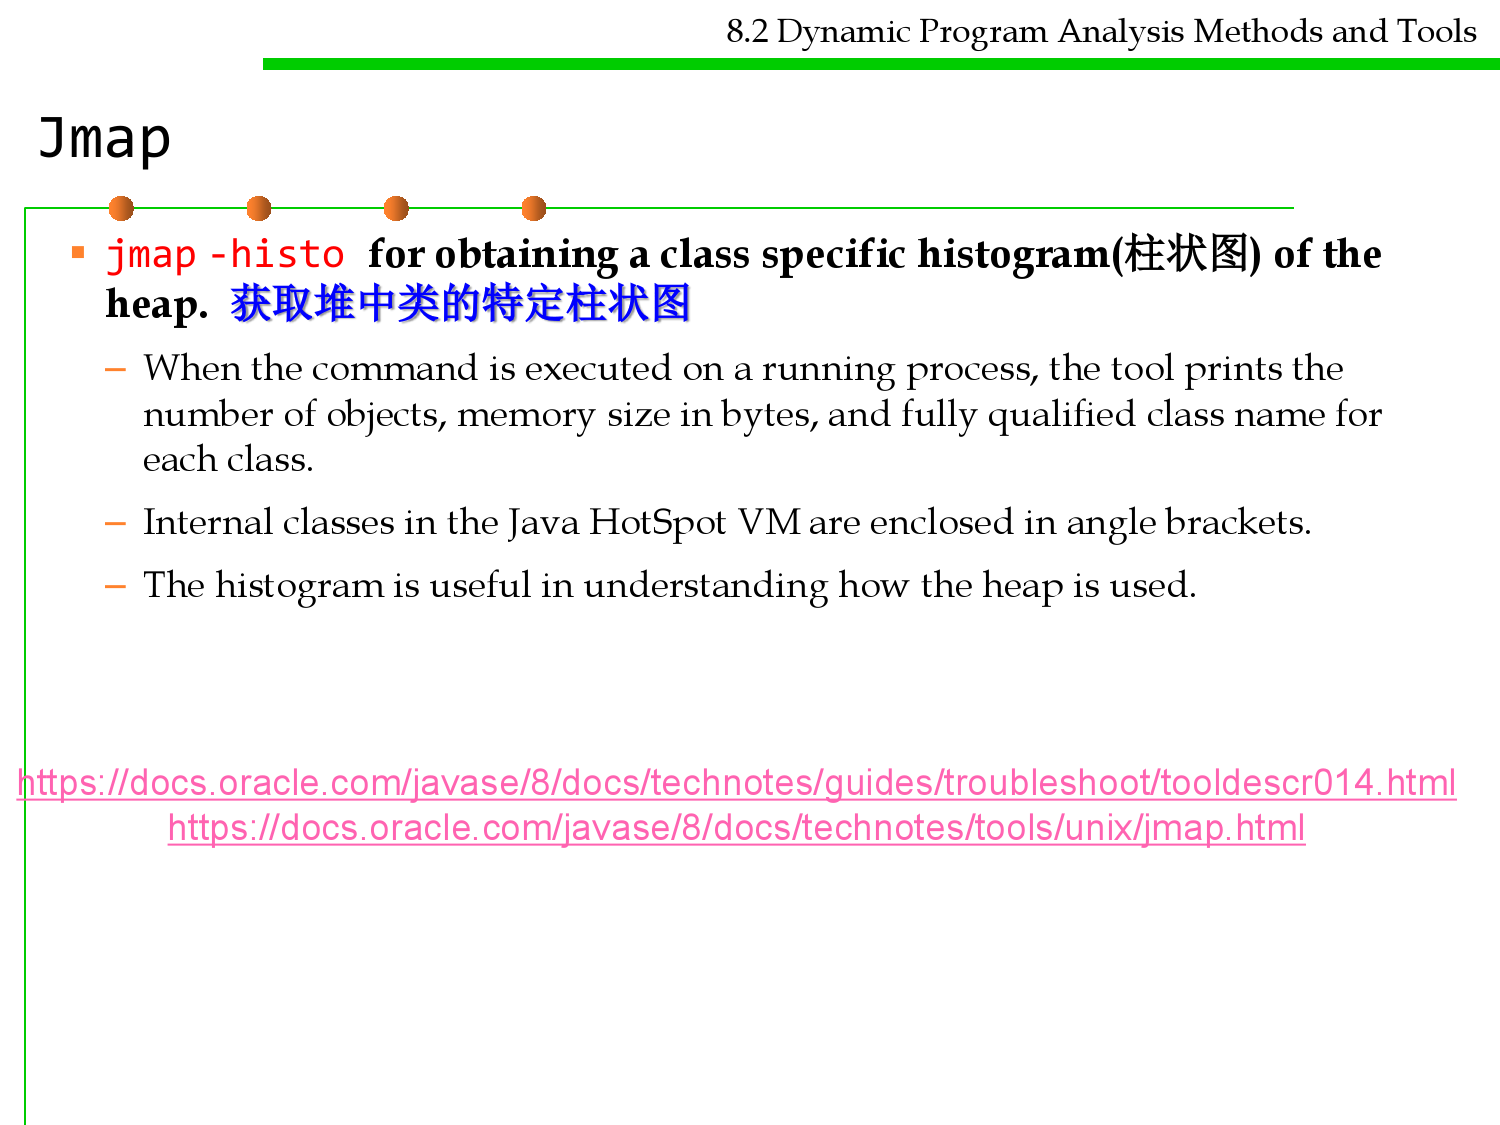 8.2 Dynamic Program Analysis Methods and Tools
Jmap
jmap -histo for obtaining a class specific histogram(柱状图) of the
heap. 获取堆中类的特定柱状图
– When the command is executed on a running process, the tool prints the
number of objects, memory size in bytes, and fully qualified class name for
each class.
– Internal classes in the Java HotSpot VM are enclosed in angle brackets.
– The histogram is useful in understanding how the heap is used.
https://docs.oracle.com/javase/8/docs/technotes/guides/troubleshoot/tooldescr014.html
https://docs.oracle.com/javase/8/docs/technotes/tools/unix/jmap.html